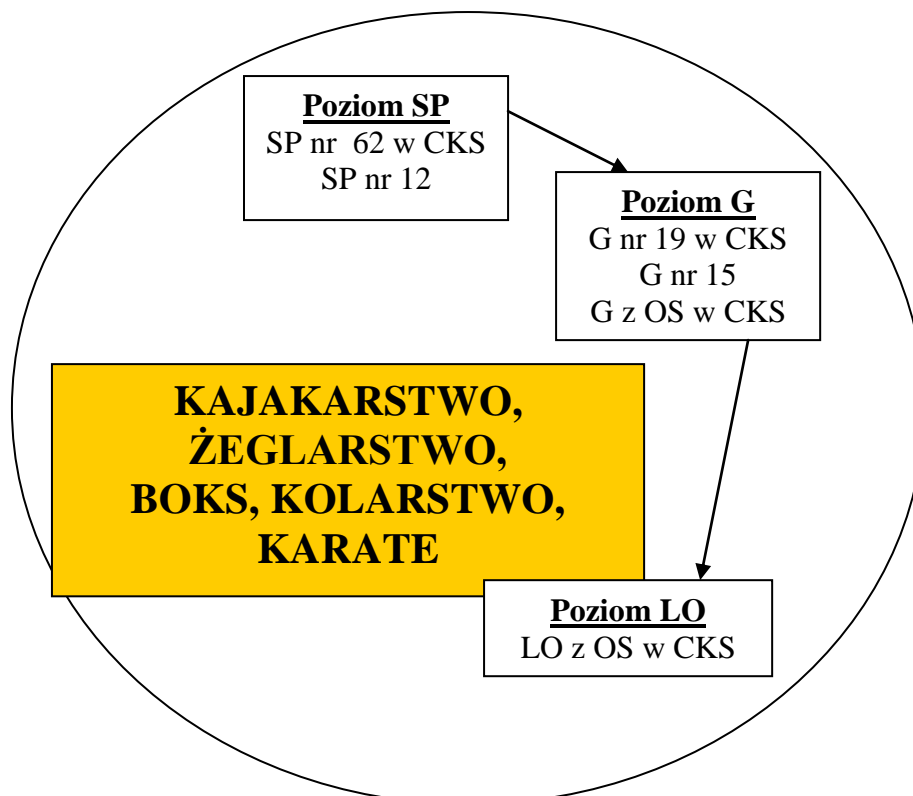 Poziom SP
SP nr 62 w CKS
SP nr 12
Poziom G
G nr 19 w CKS
G nr 15
G z OS w CKS
KAJAKARSTWO,
ŻEGLARSTWO,
BOKS, KOLARSTWO,
KARATE
Poziom LO
LO z OS w CKS